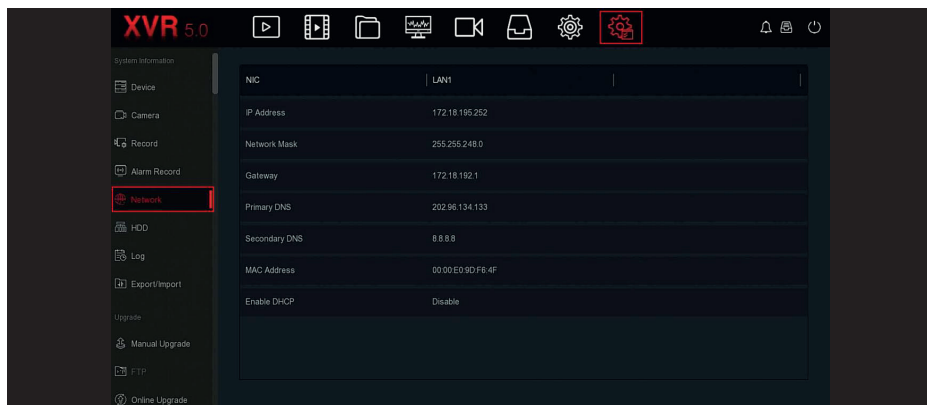 XVR 5.0
System Information
Device
Camera
Record
Alarm Record
Network
HDD
Log
Export/Import
Upgrade
Manual Upgrade
FTP
Online Upgrade
NIC LAN1
IP Address 172.18.195.252
Network Mask 255.255.248.0
Gateway 172.18.192.1
Primary DNS 202.96.134.133
Secondary DNS 8.8.8.8
MAC Address 00:00:E0:9D:F6:4F
Enable DHCP Disable